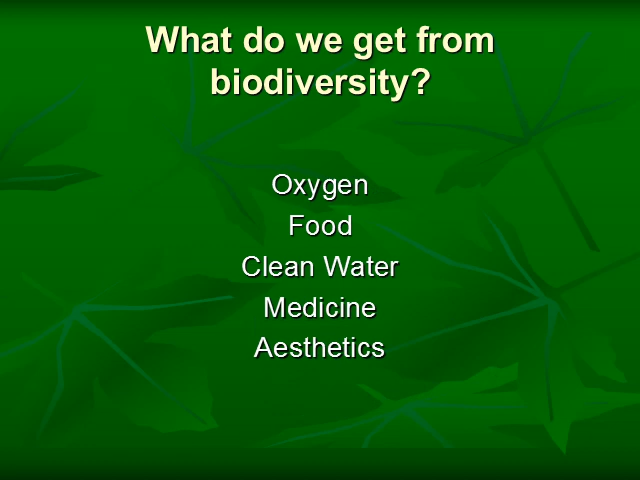 What do we get from
biodiversity?
Oxygen
Food
Clean Water
Medicine
Aesthetics